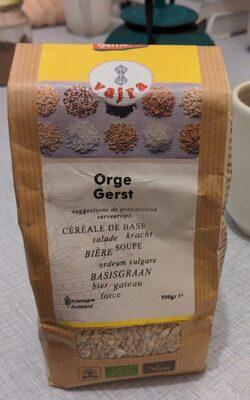 vajra
Orge
Gerst
suggestions de préparation
serveertips
CÉRÉALE DE BASE
salade kracht
BIÈRE SOUPE
ordeum vulgare
BASISGRAAN
bier gateau
force
Allemagne
Duitsland
500gr e